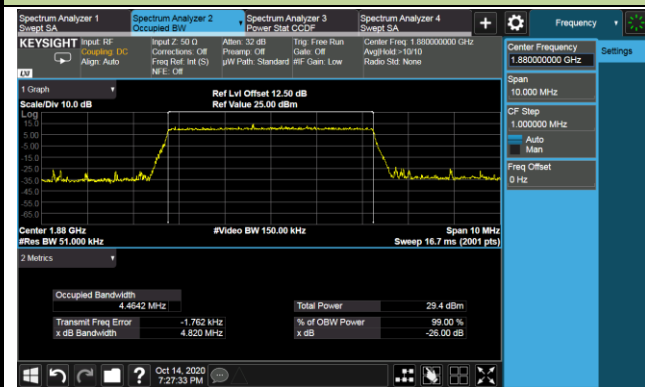 Spectrum Analyzer 1
Swept SA
Spectrum Analyzer 2
Occupied BW
Spectrum Analyzer 3
Power Stat CCDF
Spectrum Analyzer 4
Swept SA
+
Frequency
KEYSIGHT
Input: RF
Coupling: DC
Align: Auto
Input Z: 50 Ω
Corrections: Off
Freq Ref: Int (S)
NFE: Off
Atten: 32 dB
Preamp: Off
µW Path: Standard
Trig: Free Run
Gate: Off
#IF Gain: Low
Center Freq: 1.880000000 GHz
Avg|Hold:>10/10
Radio Std: None
LXI
1 Graph
Scale/Div 10.0 dB
Ref Lvl Offset 12.50 dB
Ref Value 25.00 dBm
Log
15.0
5.00
-5.00
-15.0
-25.0
-35.0
-45.0
-55.0
-65.0
Center 1.88 GHz
#Res BW 51.000 kHz
#Video BW 150.00 kHz
Span 10 MHz
Sweep 16.7 ms (2001 pts)
2 Metrics
Occupied Bandwidth
4.4642 MHz
Total Power
29.4 dBm
Transmit Freq Error
-1.762 kHz
% of OBW Power
99.00 %
x dB Bandwidth
4.820 MHz
x dB
-26.00 dB
Center Frequency
1.880000000 GHz
Settings
Span
10.000 MHz
CF Step
1.000000 MHz
Auto
Man
Freq Offset
0 Hz
?
Oct 14, 2020
7:27:33 PM